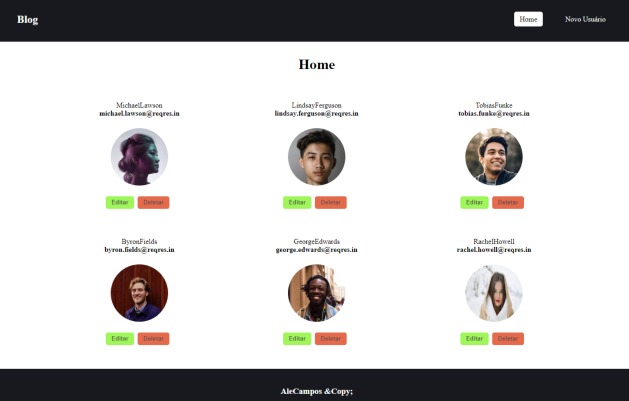 Blog
Home
Novo Usuário
Home
MichaelLawson
michael.lawson@reqres.in
LindsayFerguson
lindsay.ferguson@reqres.in
TobiasFunke
tobias.funke@reqres.in
Editar
Deletar
Editar
Deletar
Editar
Deletar
ByronFields
byron.fields@reqres.in
GeorgeEdwards
george.edwards@reqres.in
RachelHowell
rachel.howell@reqres.in
Editar
Deletar
Editar
Deletar
Editar
Deletar
AleCampos &Copy;